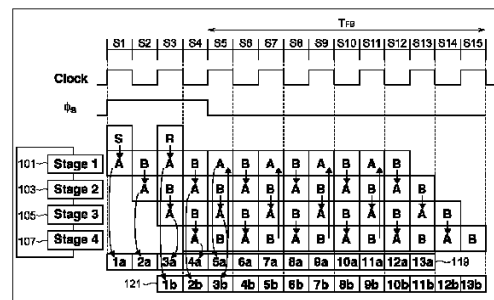 T_FB
S1 S2 S3 S4 S5 S6 S7 S8 S9 S10 S11 S12 S13 S14 S15
Clock
ϕ_B
S R
101 Stage 1 A B A B A B A B A B A B
103 Stage 2 A B A B A B A B A B A B
105 Stage 3 A B A B A B A B A B A B
107 Stage 4 A B A B A B A B A B B B
1a 2a 3a 4a 5a 6a 7a 8a 9a 10a 11a 12a 13a 119
121 1b 2b 3b 4b 5b 6b 7b 8b 9b 10b 11b 12b 13b